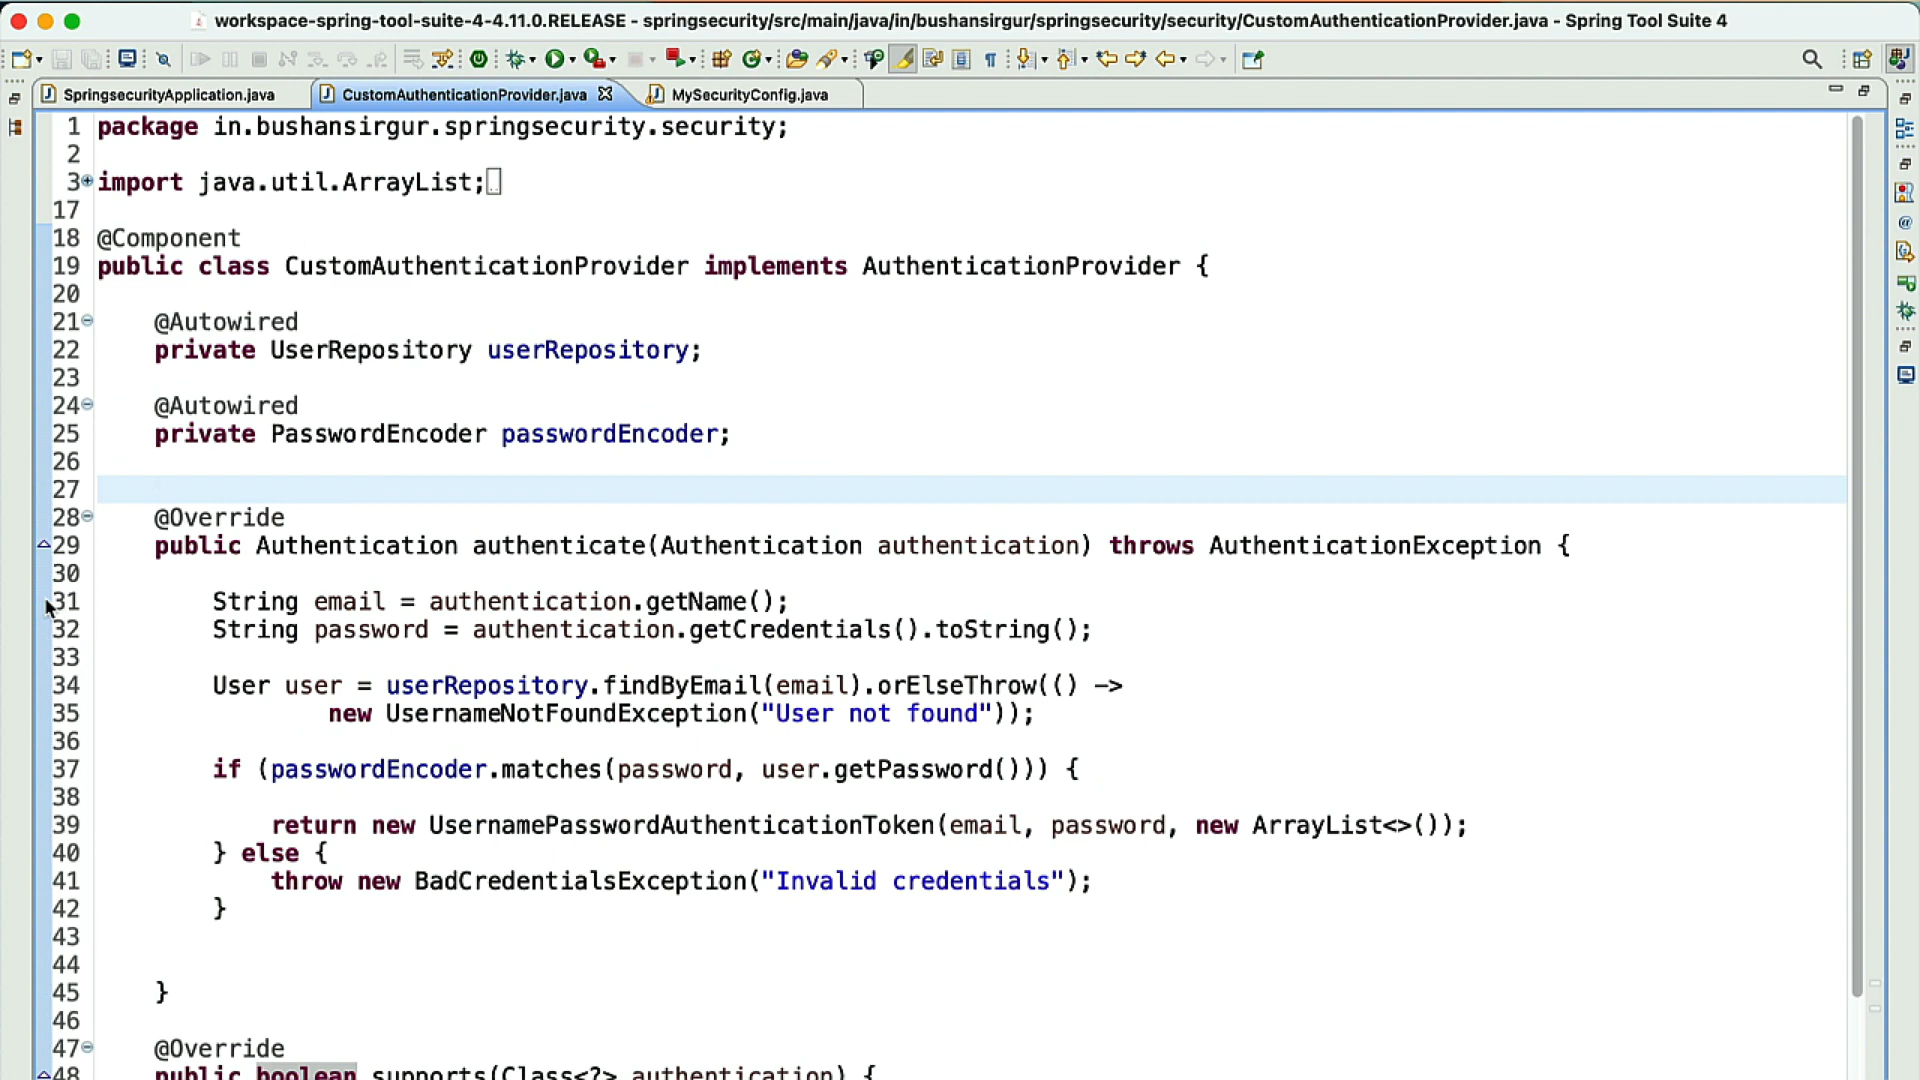 workspace-spring-tool-suite-4-4.11.0.RELEASE - springsecurity/src/main/java/in/bushansirgur/springsecurity/security/CustomAuthenticationProvider.java - Spring Tool Suite 4
SpringsecurityApplication.java CustomAuthenticationProvider.java MySecurityConfig.java
1 package in.bushansirgur.springsecurity.security;
2
3 import java.util.ArrayList;
17
18 @Component
19 public class CustomAuthenticationProvider implements AuthenticationProvider {
20
21 @Autowired
22 private UserRepository userRepository;
23
24 @Autowired
25 private PasswordEncoder passwordEncoder;
26
27
28 @Override
29 public Authentication authenticate(Authentication authentication) throws AuthenticationException {
30
31 String email = authentication.getName();
32 String password = authentication.getCredentials().toString();
33
34 User user = userRepository.findByEmail(email).orElseThrow(() ->
35 new UsernameNotFoundException("User not found"));
36
37 if (passwordEncoder.matches(password, user.getPassword())) {
38
39 return new UsernamePasswordAuthenticationToken(email, password, new ArrayList<>());
40 } else {
41 throw new BadCredentialsException("Invalid credentials");
42 }
43
44
45 }
46
47 @Override
48 public boolean supports(Class<?> authentication) {